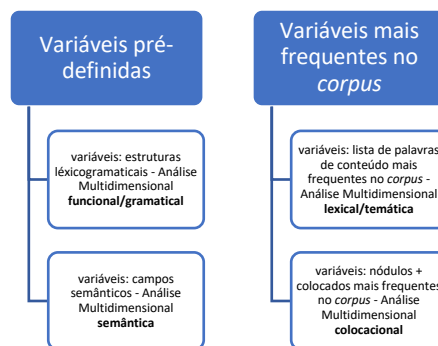 Variáveis pré-
definidas
variáveis: estruturas
léxicogramaticais - Análise
Multidimensional
funcional/gramatical
variáveis: campos
semânticos - Análise
Multidimensional
semântica
Variáveis mais
frequentes no
corpus
variáveis: lista de palavras
de conteúdo mais
frequentes no corpus -
Análise Multidimensional
lexical/temática
variáveis: nódulos +
colocados mais frequentes
no corpus - Análise
Multidimensional
colocacional